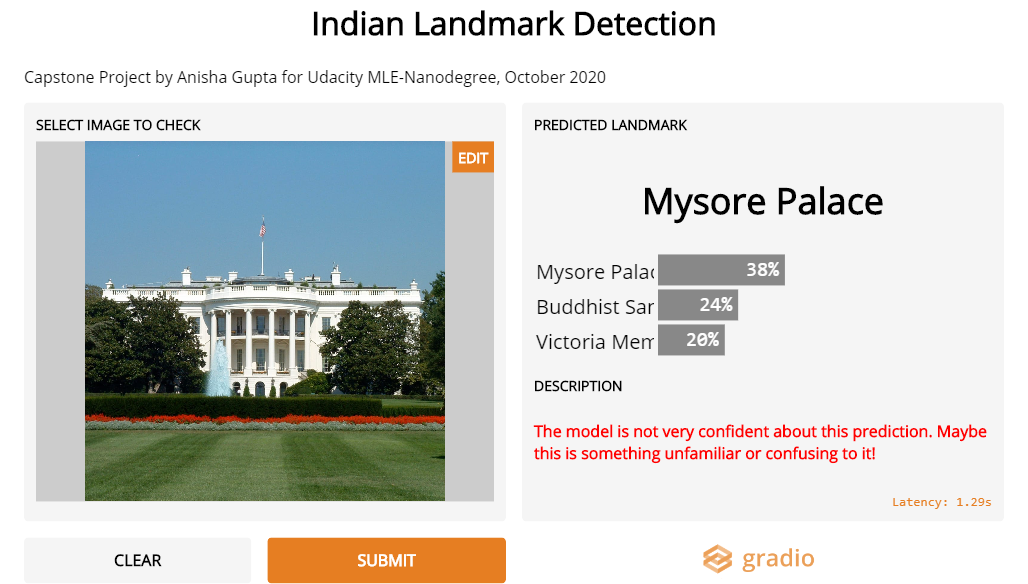 Indian Landmark Detection
Capstone Project by Anisha Gupta for Udacity MLE-Nanodegree, October 2020
SELECT IMAGE TO CHECK
EDIT
CLEAR
SUBMIT
PREDICTED LANDMARK
Mysore Palace
Mysore Palac 38%
Buddhist Sar 24%
Victoria Mem 20%
DESCRIPTION
The model is not very confident about this prediction. Maybe
this is something unfamiliar or confusing to it!
Latency: 1.29s
gradio